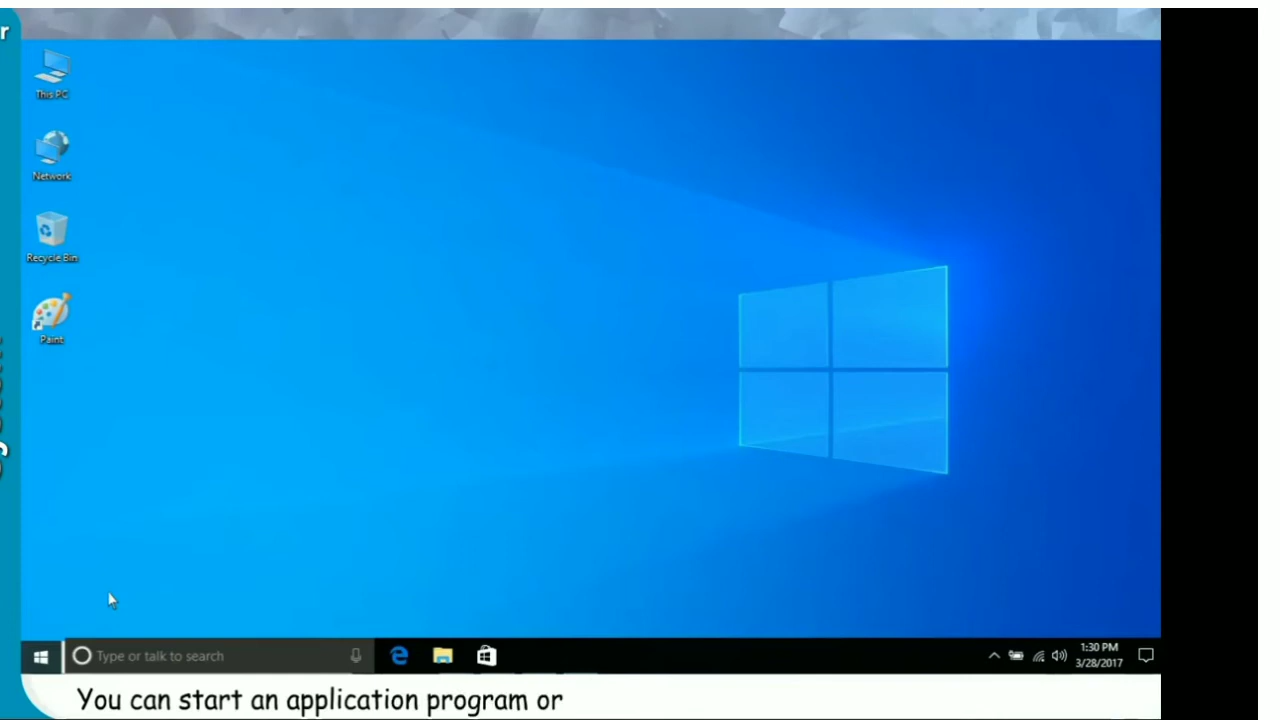 r
This PC
Network
Recycle Bin
Paint
Type or talk to search
1:30 PM
3/28/2017
You can start an application program or